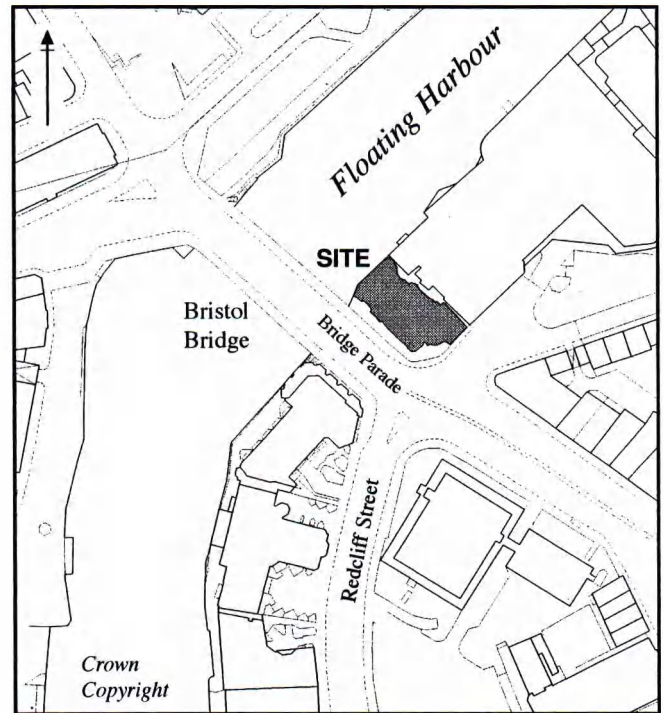 Floating Harbour
SITE
Bristol
Bridge
Bridge Parade
Redcliff Street
Crown
Copyright